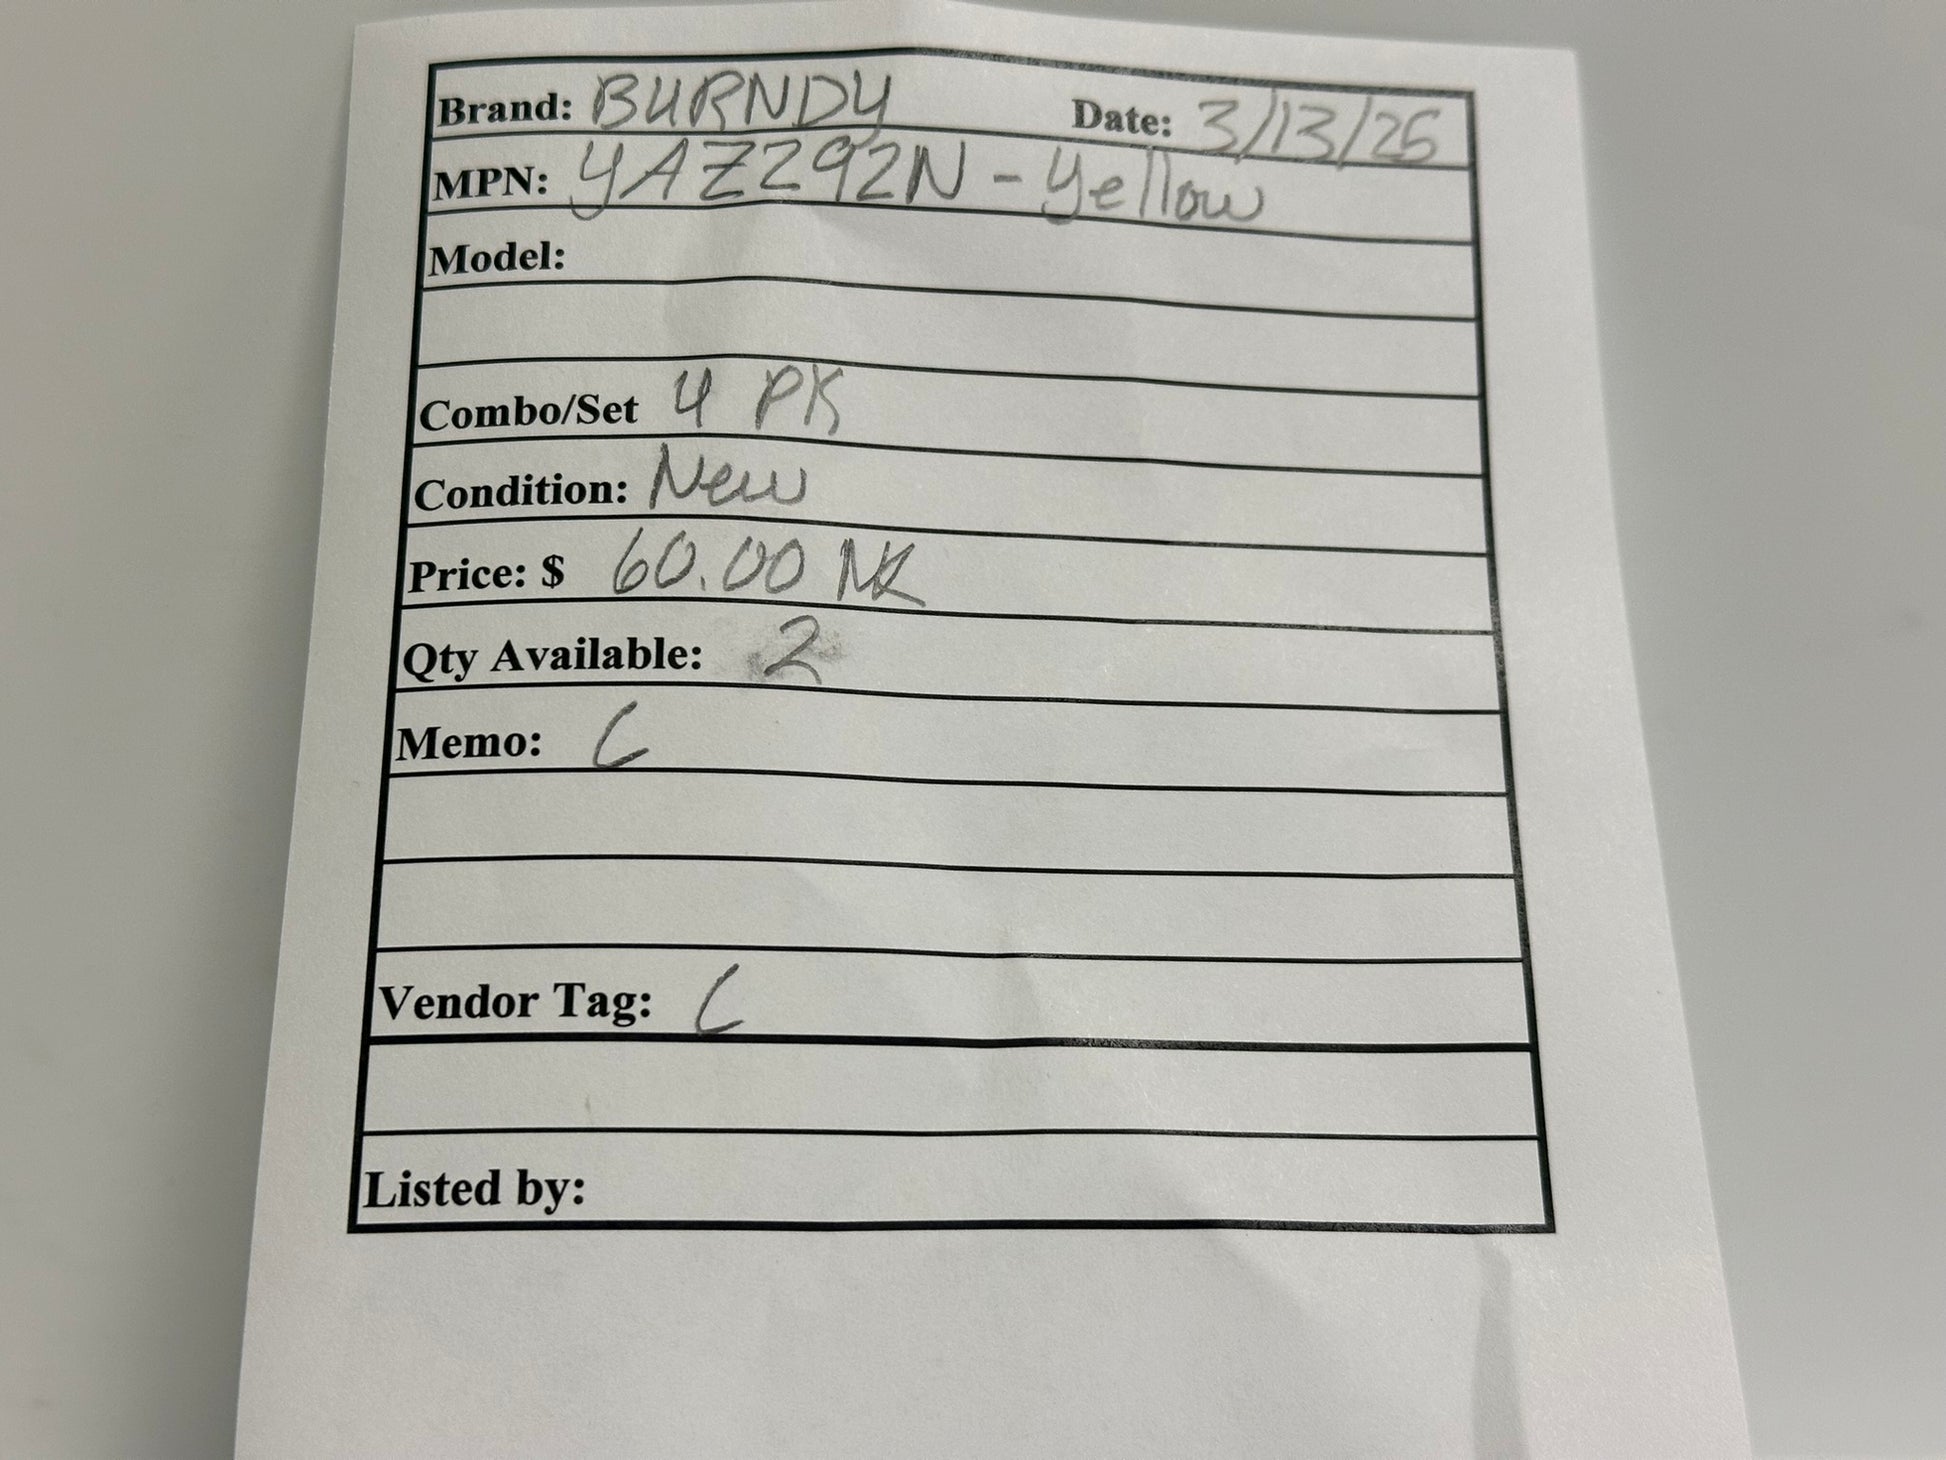 Brand: BURNDY Date: 3/13/26
MPN: YAZ292N - Yellow
Model:
Combo/Set 4 PK
Condition: New
Price: $ 60.00 NK
Qty Available: 2
Memo: C
Vendor Tag: C
Listed by: